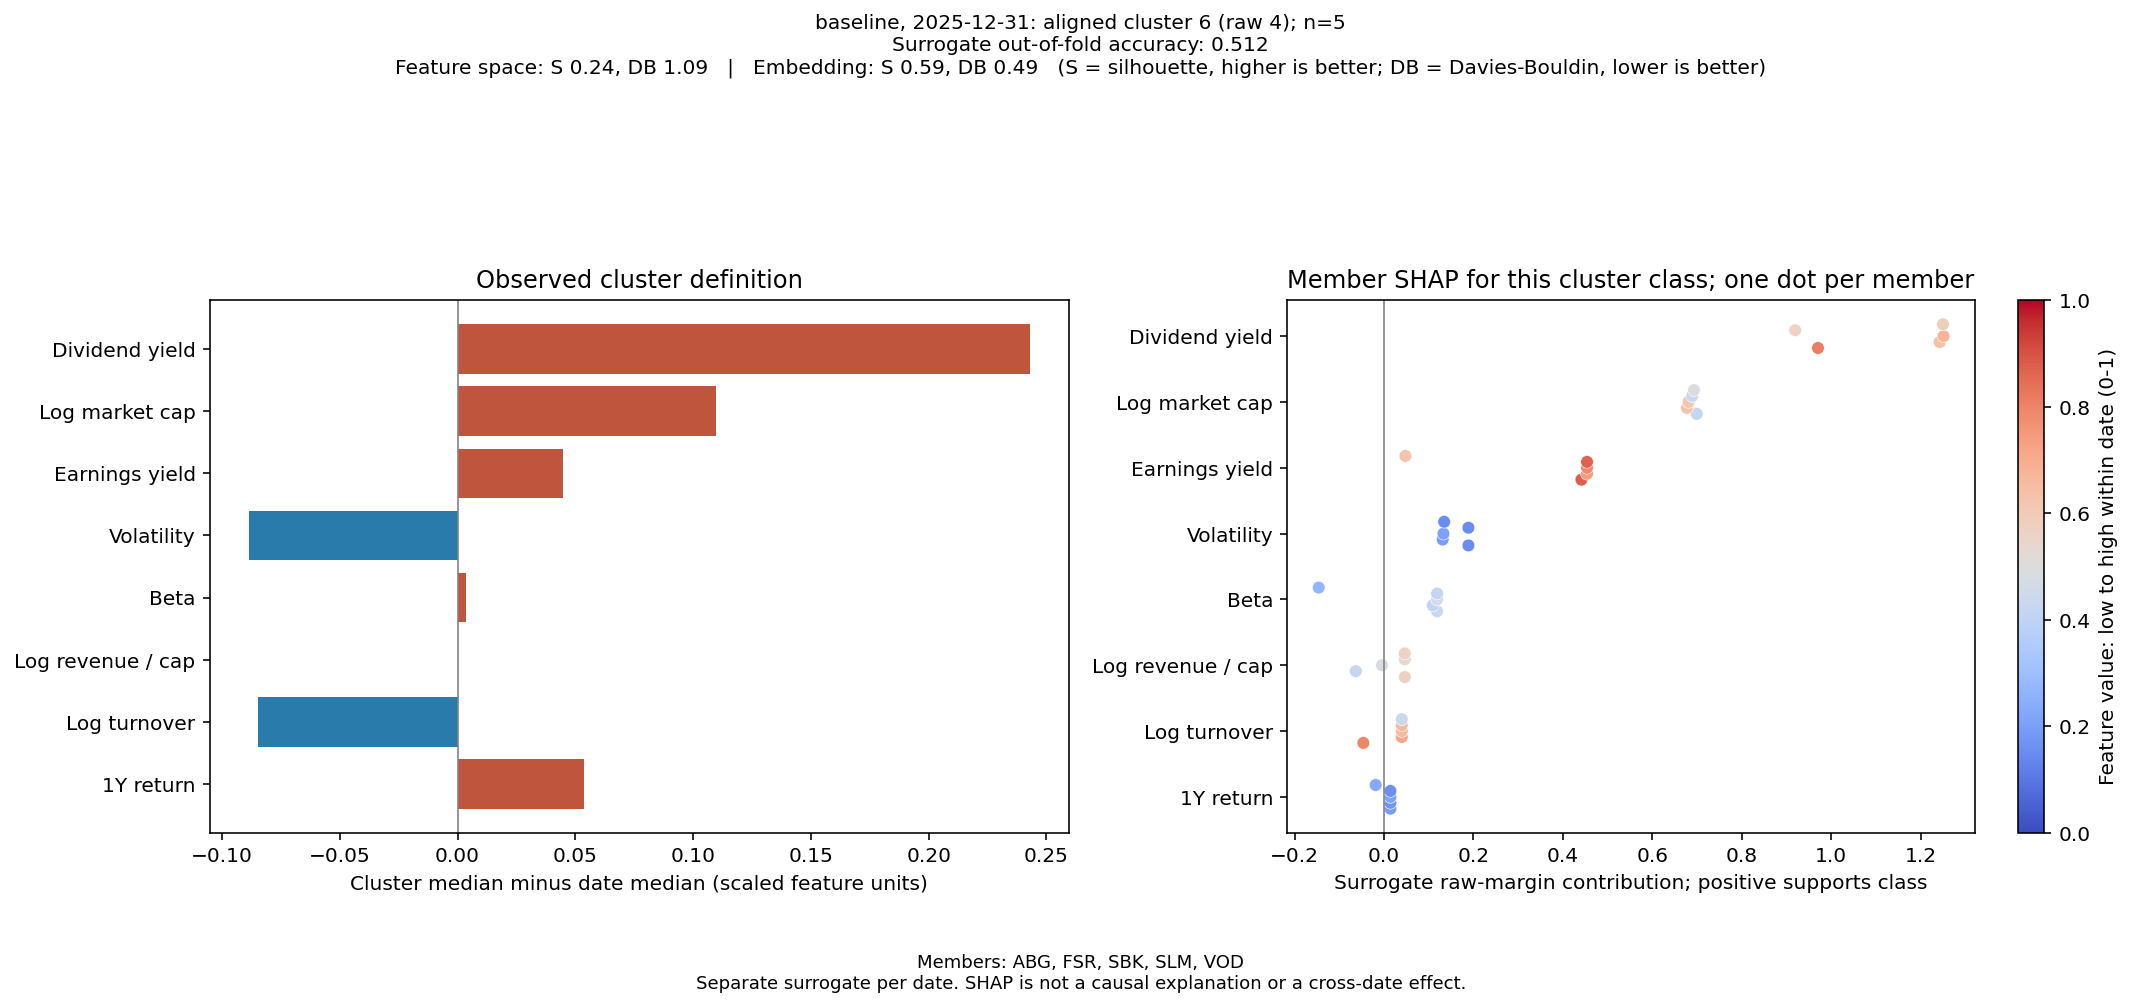 baseline, 2025-12-31: aligned cluster 6 (raw 4); n=5
Surrogate out-of-fold accuracy: 0.512
Feature space: S 0.24, DB 1.09   |   Embedding: S 0.59, DB 0.49   (S = silhouette, higher is better; DB = Davies-Bouldin, lower is better)
Observed cluster definition
Dividend yield
Log market cap
Earnings yield
Volatility
Beta
Log revenue / cap
Log turnover
1Y return
−0.10 −0.05 0.00 0.05 0.10 0.15 0.20 0.25
Cluster median minus date median (scaled feature units)
Member SHAP for this cluster class; one dot per member
Dividend yield
Log market cap
Earnings yield
Volatility
Beta
Log revenue / cap
Log turnover
1Y return
−0.2 0.0 0.2 0.4 0.6 0.8 1.0 1.2
Surrogate raw-margin contribution; positive supports class
1.0
0.8
0.6
0.4
0.2
0.0
Feature value: low to high within date (0-1)
Members: ABG, FSR, SBK, SLM, VOD
Separate surrogate per date. SHAP is not a causal explanation or a cross-date effect.